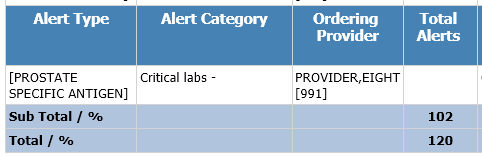 Alert Type Alert Category Ordering Provider Total Alerts
[PROSTATE SPECIFIC ANTIGEN] Critical labs - PROVIDER,EIGHT [991]
Sub Total / % 102
Total / % 120